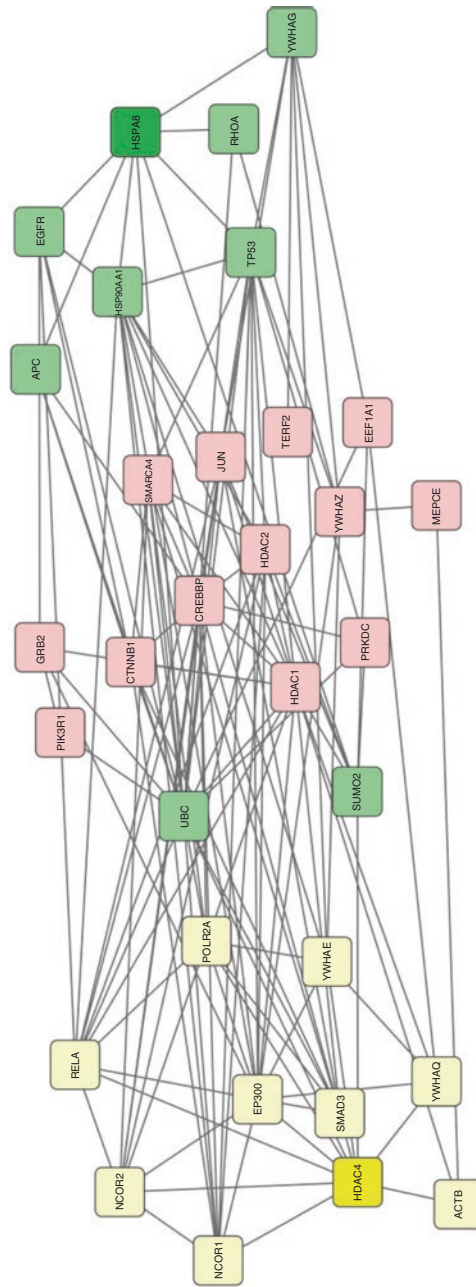 YWHAG
HSPA8
RHOA
EGFR
HSP90AA1
TP53
APC
TERF2
EEF1A1
SMARCA4
JUN
YWHAZ
MEPCE
HDAC2
CREBBP
GRB2
CTNNB1
PRKDC
HDAC1
PIK3R1
UBC
SUMO2
POLR2A
YWHAE
RELA
EP300
SMAD3
YWHAQ
NCOR2
HDAC4
ACTB
NCOR1